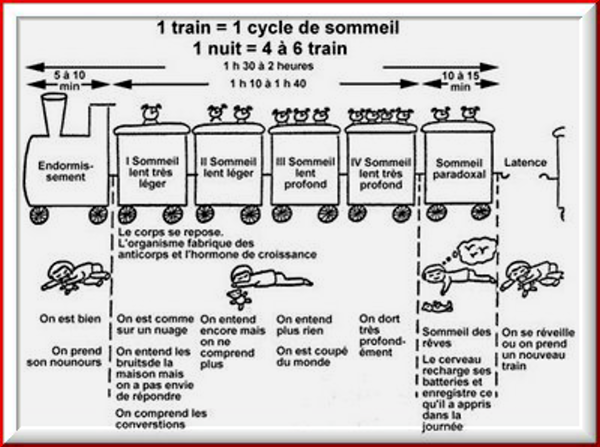 1 train = 1 cycle de sommeil
1 nuit = 4 à 6 train
1 h 30 à 2 heures
5 à 10
min
1 h 10 à 1 h 40
10 à 15
min
Endormis-
sement
I Sommeil
lent très
léger
II Sommeil
lent léger
III Sommeil
lent
profond
IV Sommeil
lent très
profond
Sommeil
paradoxal
Latence
Le corps se repose.
L'organisme fabrique des
anticorps et l'hormone de croissance
On est bien
On prend
son nounours
On est comme
sur un nuage
On entend les
bruitsde la
maison mais
on a pas envie
de répondre
On comprend les
converstions
On entend
encore mais
on ne
comprend
plus
On entend
plus rien
On est coupé
du monde
On dort
très
profond-
ément
Sommeil des
rêves
Le cerveau
recharge ses
batteries et
enregistre ce
qu'il a appris
dans la
journée
On se réveille
ou on prend
un nouveau
train